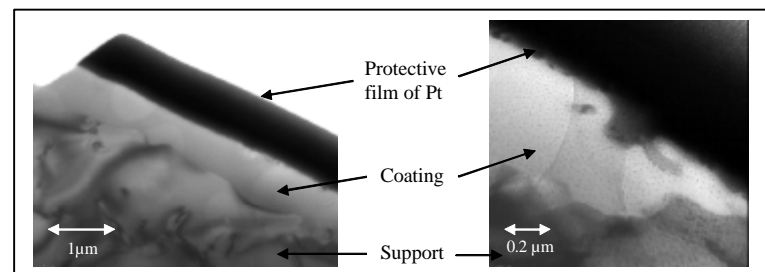 Protective
film of Pt
Coating
Support
1µm
0.2 µm